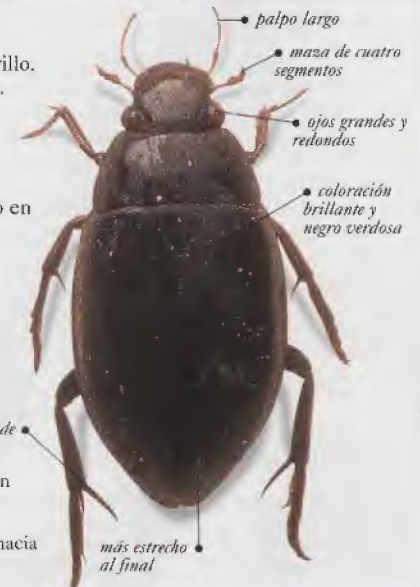 palpo largo
maza de cuatro
segmentos
illo.
ojos grandes y
redondos
o en
coloración
brillante y
negro verdosa
de
n
nacia
más estrecho
al final